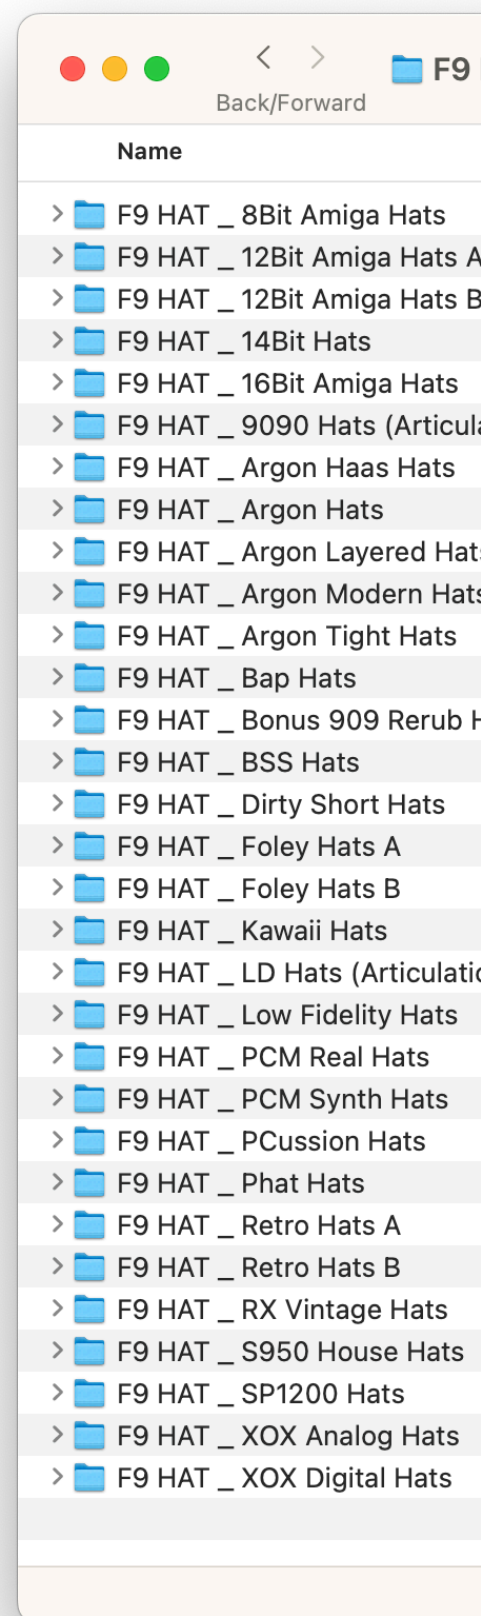 F9
Back/Forward
Name
F9 HAT _ 8Bit Amiga Hats
F9 HAT _ 12Bit Amiga Hats A
F9 HAT _ 12Bit Amiga Hats B
F9 HAT _ 14Bit Hats
F9 HAT _ 16Bit Amiga Hats
F9 HAT _ 9090 Hats (Articula
F9 HAT _ Argon Haas Hats
F9 HAT _ Argon Hats
F9 HAT _ Argon Layered Hats
F9 HAT _ Argon Modern Hats
F9 HAT _ Argon Tight Hats
F9 HAT _ Bap Hats
F9 HAT _ Bonus 909 Rerub H
F9 HAT _ BSS Hats
F9 HAT _ Dirty Short Hats
F9 HAT _ Foley Hats A
F9 HAT _ Foley Hats B
F9 HAT _ Kawaii Hats
F9 HAT _ LD Hats (Articulatio
F9 HAT _ Low Fidelity Hats
F9 HAT _ PCM Real Hats
F9 HAT _ PCM Synth Hats
F9 HAT _ PCussion Hats
F9 HAT _ Phat Hats
F9 HAT _ Retro Hats A
F9 HAT _ Retro Hats B
F9 HAT _ RX Vintage Hats
F9 HAT _ S950 House Hats
F9 HAT _ SP1200 Hats
F9 HAT _ XOX Analog Hats
F9 HAT _ XOX Digital Hats